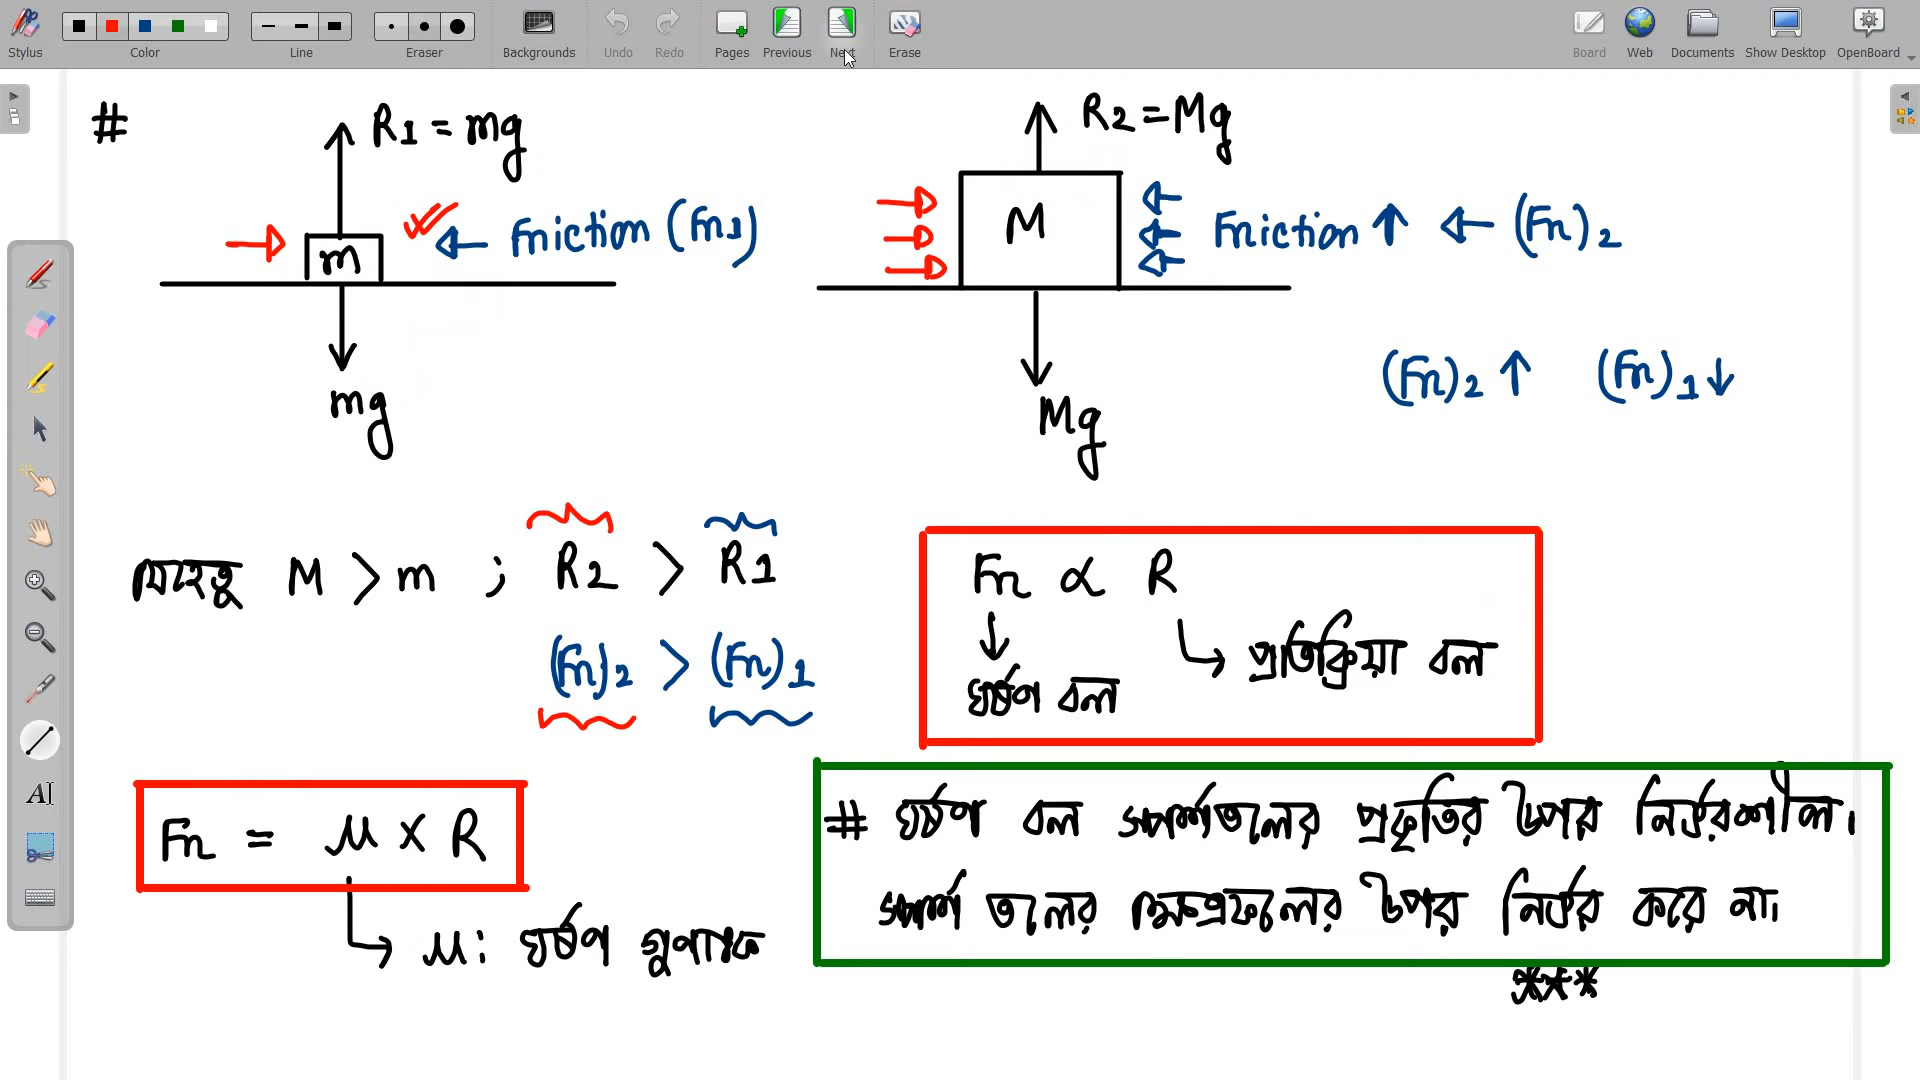 Stylus Color Line Eraser Backgrounds Undo Redo Pages Previous Next Erase Board Web Documents Show Desktop OpenBoard
# R1 = mg
m
Friction (Fr1)
mg
R2 = Mg
M
Friction ↑ ← (Fr)2
Mg
(Fr)2 ↑ (Fr)1 ↓
যেহেতু M > m ; R2 > R1
(Fr)2 > (Fr)1
Fr ∝ R
↓
ঘর্ষণ বল
প্রতিক্রিয়া বল
Fr = μ × R
μ: ঘর্ষণ গুণাংক
# ঘর্ষণ বল স্পর্শতলের প্রকৃতির উপর নির্ভরশীল।
স্পর্শ তলের ক্ষেত্রফলের উপর নির্ভর করে না।
***
AI